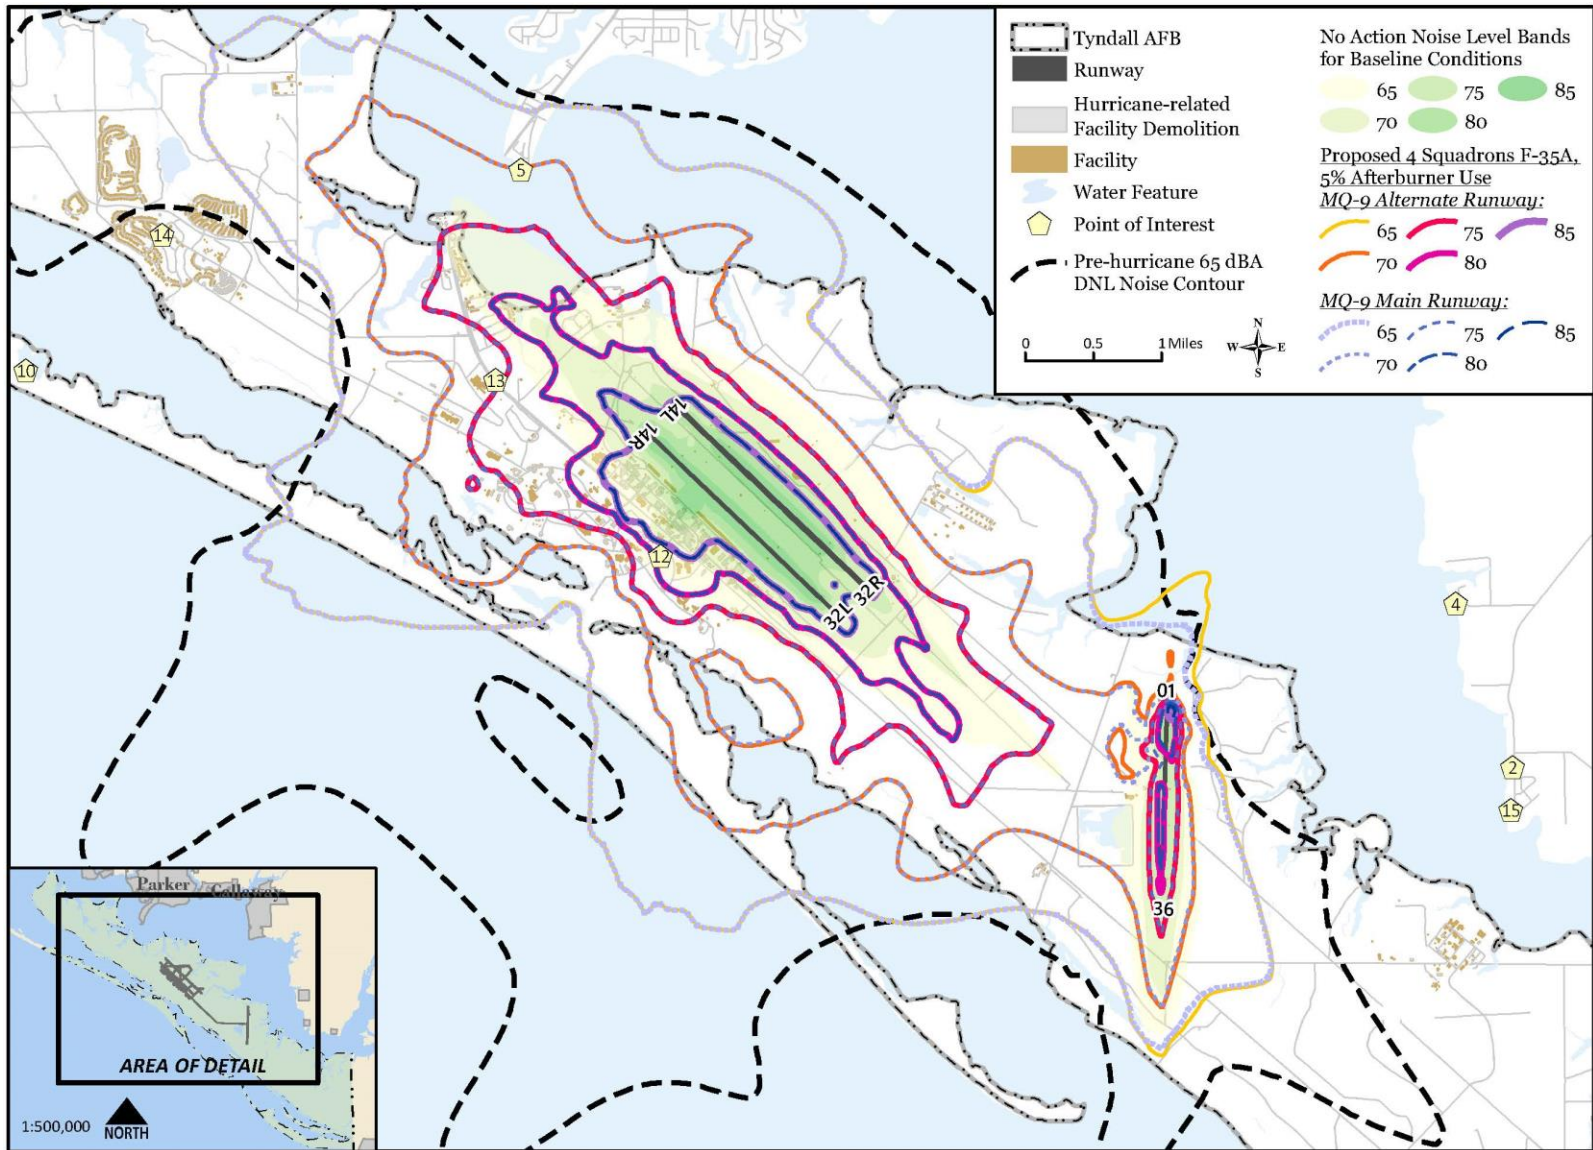 Tyndall AFB
Runway
Hurricane-related
Facility Demolition
Facility
Water Feature
Point of Interest
Pre-hurricane 65 dBA
DNL Noise Contour
0 0.5 1 Miles
N
W E
S
No Action Noise Level Bands
for Baseline Conditions
65 75 85
70 80
Proposed 4 Squadrons F-35A,
5% Afterburner Use
MQ-9 Alternate Runway:
65 75 85
70 80
MQ-9 Main Runway:
65 75 85
70 80
5
14
10
13
14L
14R
12
32L
32R
4
01
2
15
36
Parker
Callaway
AREA OF DETAIL
1:500,000
NORTH